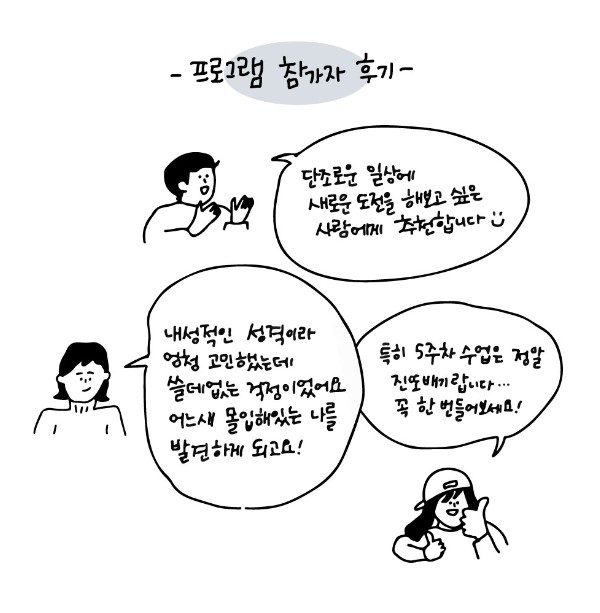 - 프로그램 참가자 후기 -
단조로운 일상에
새로운 도전을 해보고 싶은
사람에게 추천합니다
내성적인 성격이라
엄청 고민했는데
쓸데없는 걱정이었어요
어느새 몰입해있는 나를
발견하게 되고요!
특히 5주차 수업은 정말
진또배기랍니다...
꼭 한 번 들어보세요!